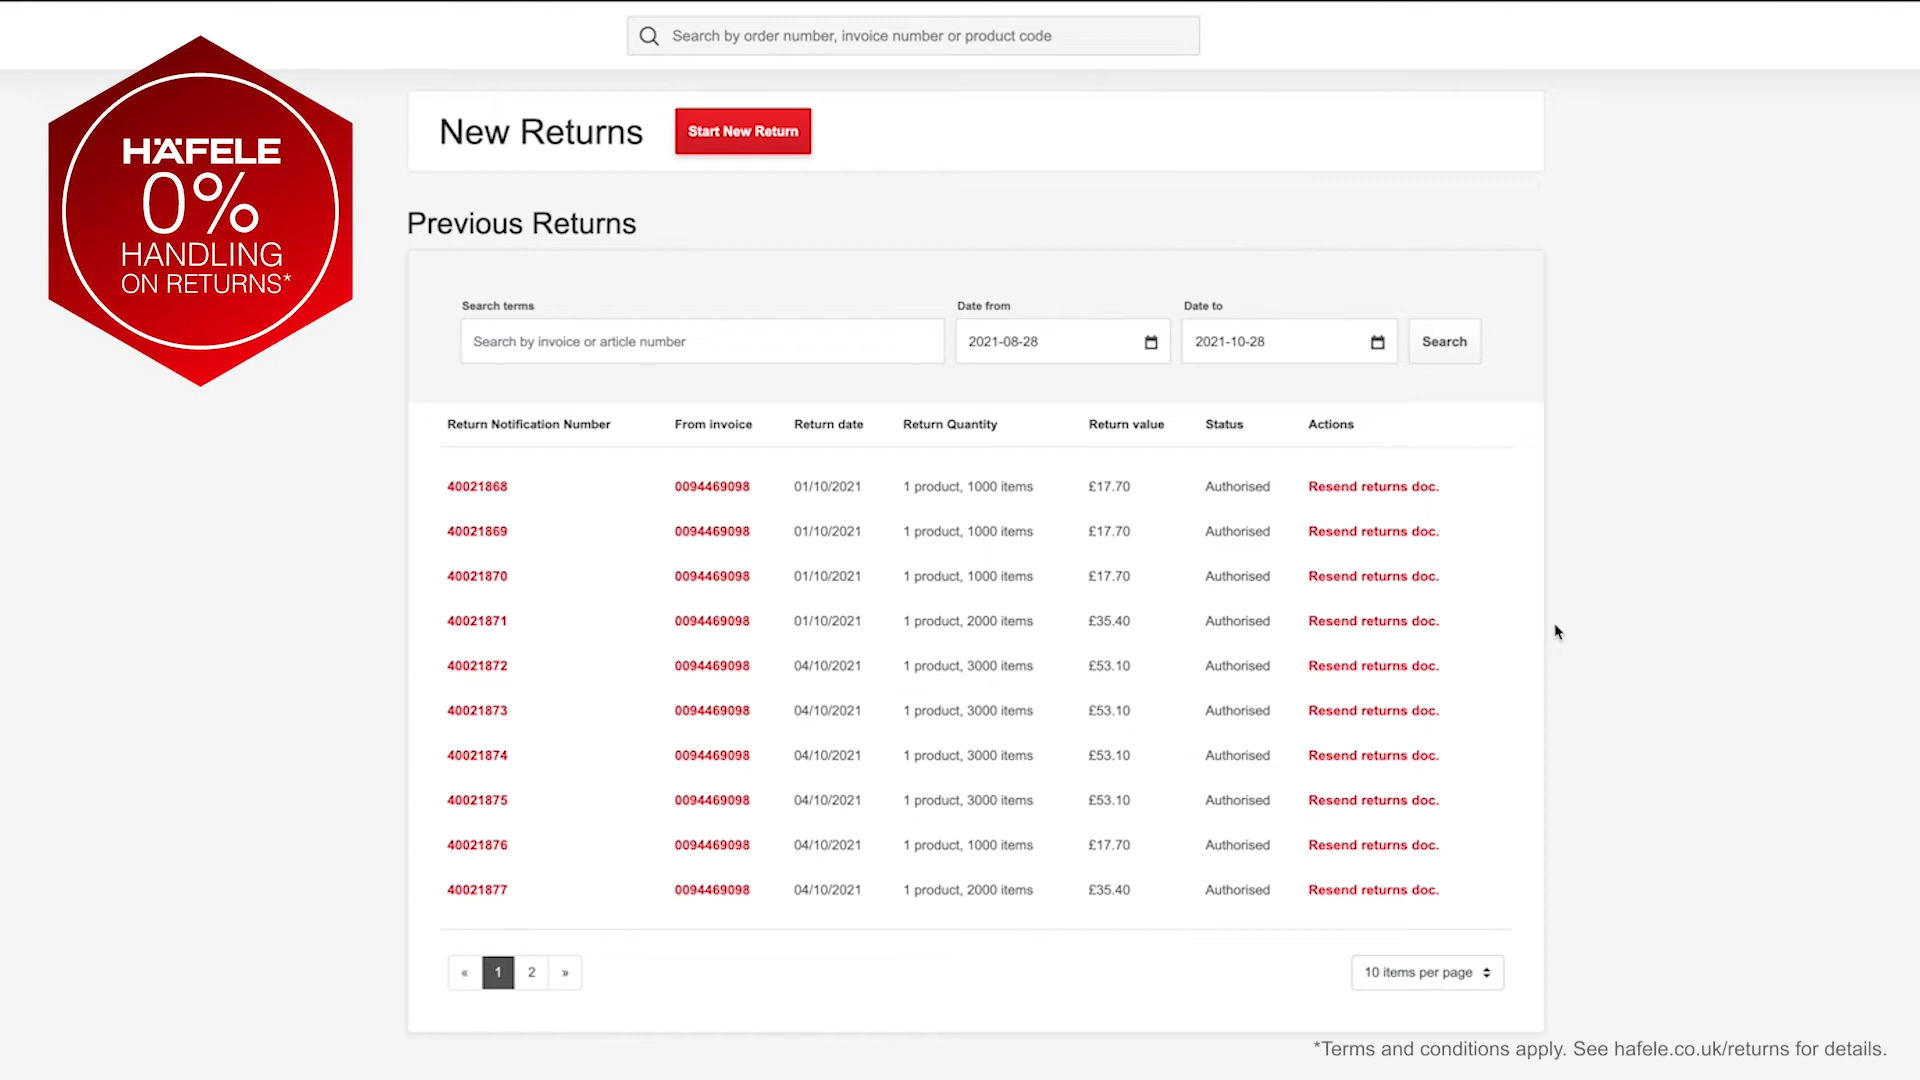 Search by order number, invoice number or product code
HÄFELE
0%
HANDLING
ON RETURNS*
New Returns
Start New Return
Previous Returns
Search terms
Date from
Date to
Search by invoice or article number
2021-08-28
2021-10-28
Search
Return Notification Number From invoice Return date Return Quantity Return value Status Actions
40021868 0094469098 01/10/2021 1 product, 1000 items £17.70 Authorised Resend returns doc.
40021869 0094469098 01/10/2021 1 product, 1000 items £17.70 Authorised Resend returns doc.
40021870 0094469098 01/10/2021 1 product, 1000 items £17.70 Authorised Resend returns doc.
40021871 0094469098 01/10/2021 1 product, 2000 items £35.40 Authorised Resend returns doc.
40021872 0094469098 04/10/2021 1 product, 3000 items £53.10 Authorised Resend returns doc.
40021873 0094469098 04/10/2021 1 product, 3000 items £53.10 Authorised Resend returns doc.
40021874 0094469098 04/10/2021 1 product, 3000 items £53.10 Authorised Resend returns doc.
40021875 0094469098 04/10/2021 1 product, 3000 items £53.10 Authorised Resend returns doc.
40021876 0094469098 04/10/2021 1 product, 1000 items £17.70 Authorised Resend returns doc.
40021877 0094469098 04/10/2021 1 product, 2000 items £35.40 Authorised Resend returns doc.
« 1 2 »
10 items per page
*Terms and conditions apply. See hafele.co.uk/returns for details.